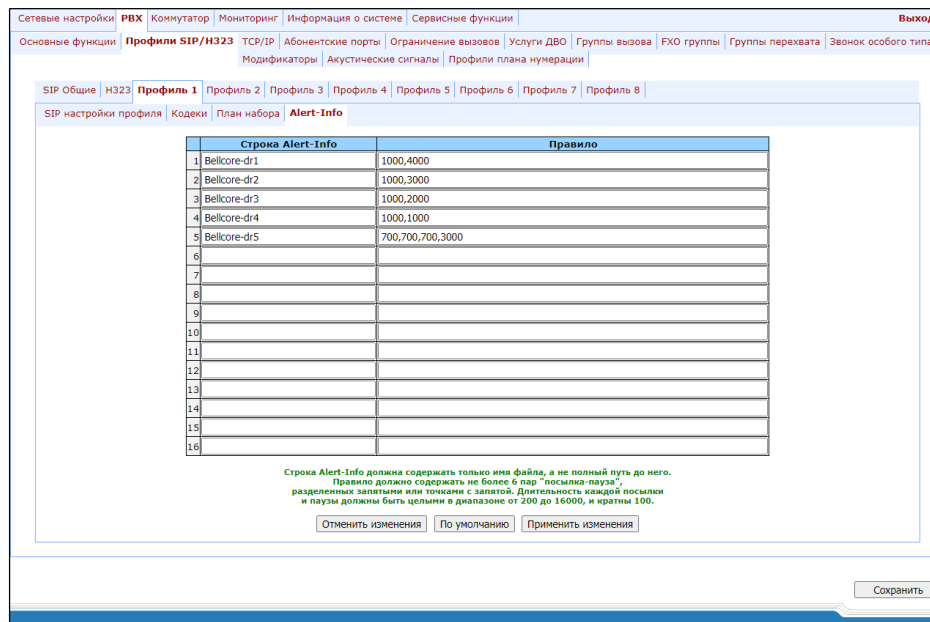 Сетевые настройки PBX Коммутатор Мониторинг Информация о системе Сервисные функции Выход
Основные функции Профили SIP/H323 TCP/IP Абонентские порты Ограничение вызовов Услуги ДВО Группы вызова FXO группы Группы перехвата Звонок особого типа
Модификаторы Акустические сигналы Профили плана нумерации
SIP Общие H323 Профиль 1 Профиль 2 Профиль 3 Профиль 4 Профиль 5 Профиль 6 Профиль 7 Профиль 8
SIP настройки профиля Кодеки План набора Alert-Info
Строка Alert-Info Правило
1 Bellcore-dr1 1000,4000
2 Bellcore-dr2 1000,3000
3 Bellcore-dr3 1000,2000
4 Bellcore-dr4 1000,1000
5 Bellcore-dr5 700,700,700,3000
6
7
8
9
10
11
12
13
14
15
16
Строка Alert-Info должна содержать только имя файла, а не полный путь до него.
Правило должно содержать не более 6 пар "посылка-пауза",
разделенных запятыми или точками с запятой. Длительность каждой посылки
и паузы должны быть целыми в диапазоне от 200 до 16000, и кратны 100.
Отменить изменения По умолчанию Применить изменения
Сохранить